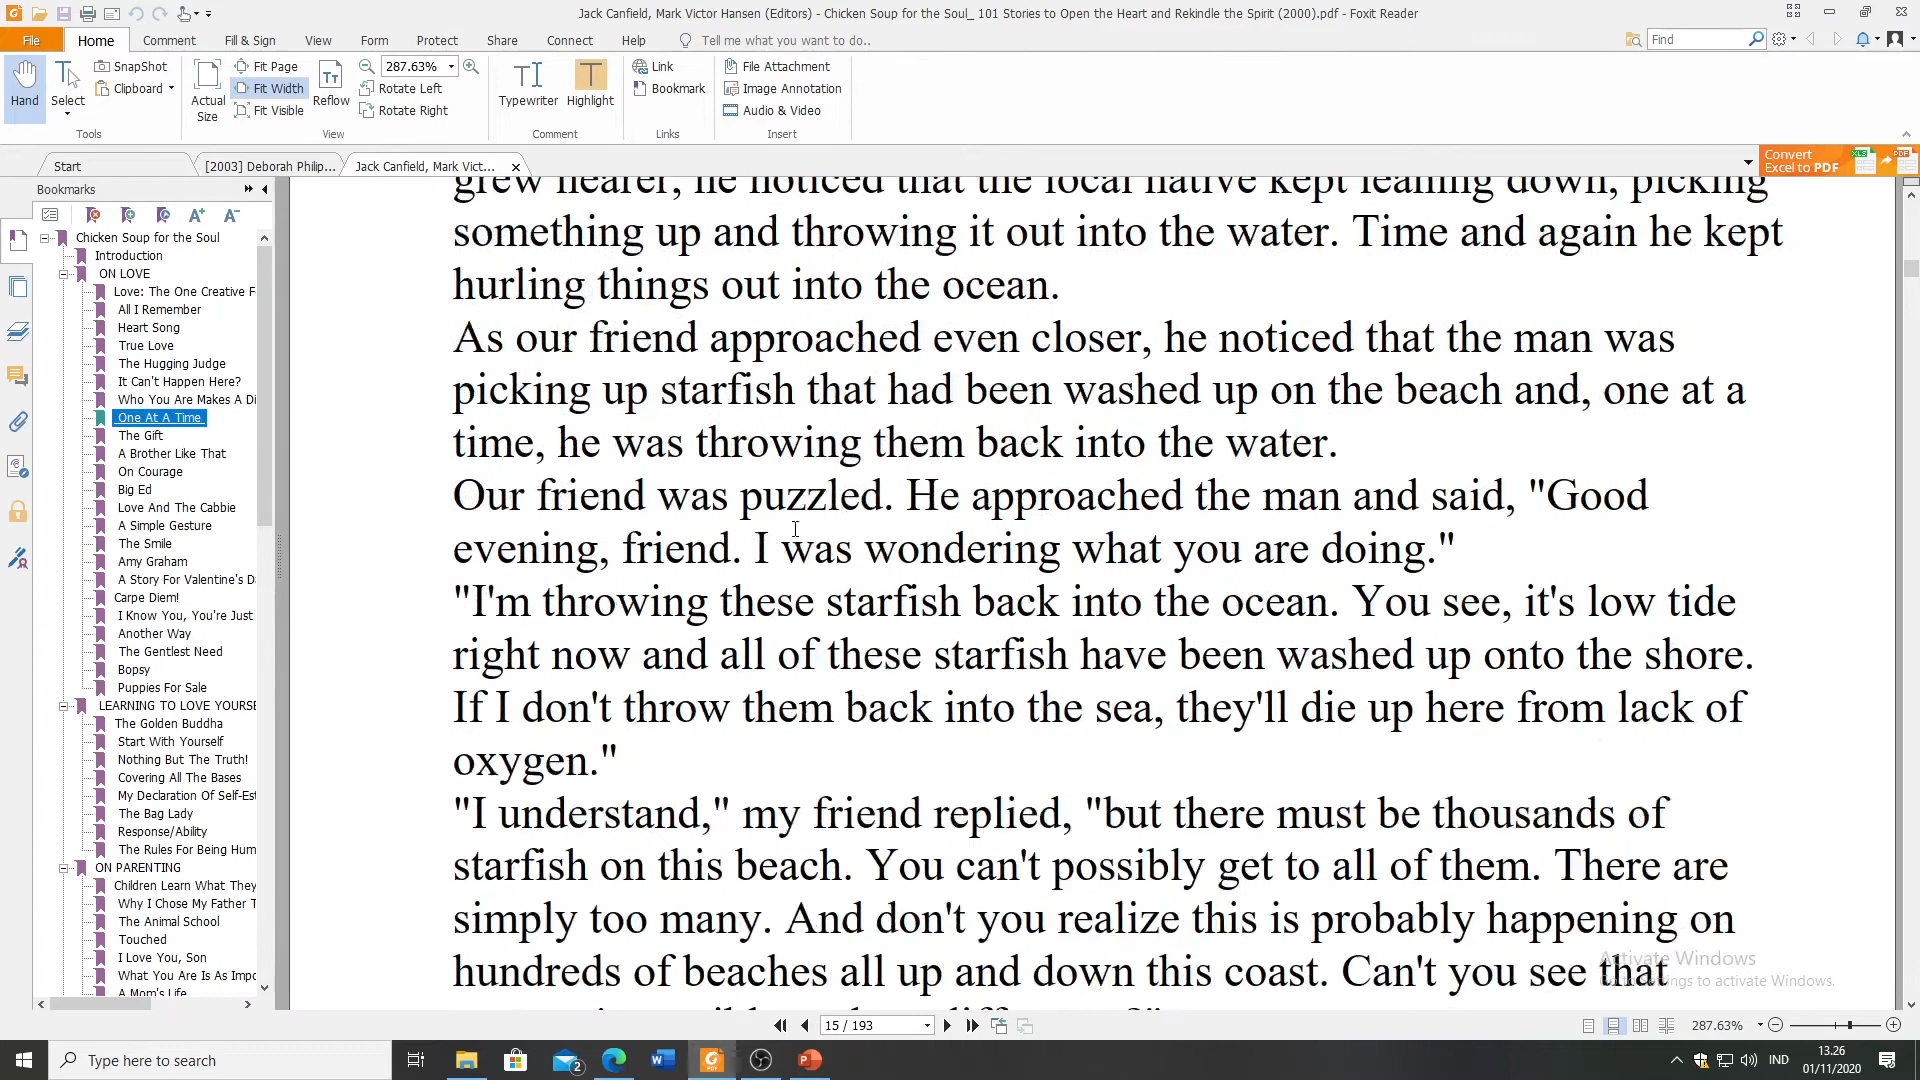 Jack Canfield, Mark Victor Hansen (Editors) - Chicken Soup for the Soul_ 101 Stories to Open the Heart and Rekindle the Spirit (2000).pdf - Foxit Reader
File Home Comment Fill & Sign View Form Protect Share Connect Help Tell me what you want to do.. Find
Hand
Select
SnapShot
Clipboard
Tools
Actual Size
Fit Page
Fit Width
Fit Visible
Reflow
287.63%
Rotate Left
Rotate Right
View
Typewriter
Highlight
Comment
Link
Bookmark
Links
File Attachment
Image Annotation
Audio & Video
Insert
Start [2003] Deborah Philip... Jack Canfield, Mark Vict...
Convert
Excel to PDF
Bookmarks
Chicken Soup for the Soul
Introduction
ON LOVE
Love: The One Creative F
All I Remember
Heart Song
True Love
The Hugging Judge
It Can't Happen Here?
Who You Are Makes A Di
One At A Time
The Gift
A Brother Like That
On Courage
Big Ed
Love And The Cabbie
A Simple Gesture
The Smile
Amy Graham
A Story For Valentine's D
Carpe Diem!
I Know You, You're Just
Another Way
The Gentlest Need
Bopsy
Puppies For Sale
LEARNING TO LOVE YOURSE
The Golden Buddha
Start With Yourself
Nothing But The Truth!
Covering All The Bases
My Declaration Of Self-Est
The Bag Lady
Response/Ability
The Rules For Being Hum
ON PARENTING
Children Learn What They
Why I Chose My Father T
The Animal School
Touched
I Love You, Son
What You Are Is As Impo
A Mom's Life
grew nearer, he noticed that the local native kept leaning down, picking
something up and throwing it out into the water. Time and again he kept
hurling things out into the ocean.
As our friend approached even closer, he noticed that the man was
picking up starfish that had been washed up on the beach and, one at a
time, he was throwing them back into the water.
Our friend was puzzled. He approached the man and said, "Good
evening, friend. I was wondering what you are doing."
"I'm throwing these starfish back into the ocean. You see, it's low tide
right now and all of these starfish have been washed up onto the shore.
If I don't throw them back into the sea, they'll die up here from lack of
oxygen."
"I understand," my friend replied, "but there must be thousands of
starfish on this beach. You can't possibly get to all of them. There are
simply too many. And don't you realize this is probably happening on
hundreds of beaches all up and down this coast. Can't you see that
Activate Windows
Go to Settings to activate Windows.
15 / 193
287.63%
Type here to search
2
IND
13.26
01/11/2020